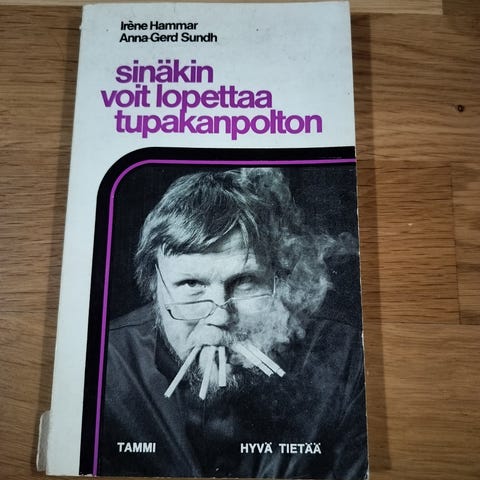 Irène Hammar
Anna-Gerd Sundh
sinäkin
voit lopettaa
tupakanpolton
TAMMI
HYVÄ TIETÄÄ